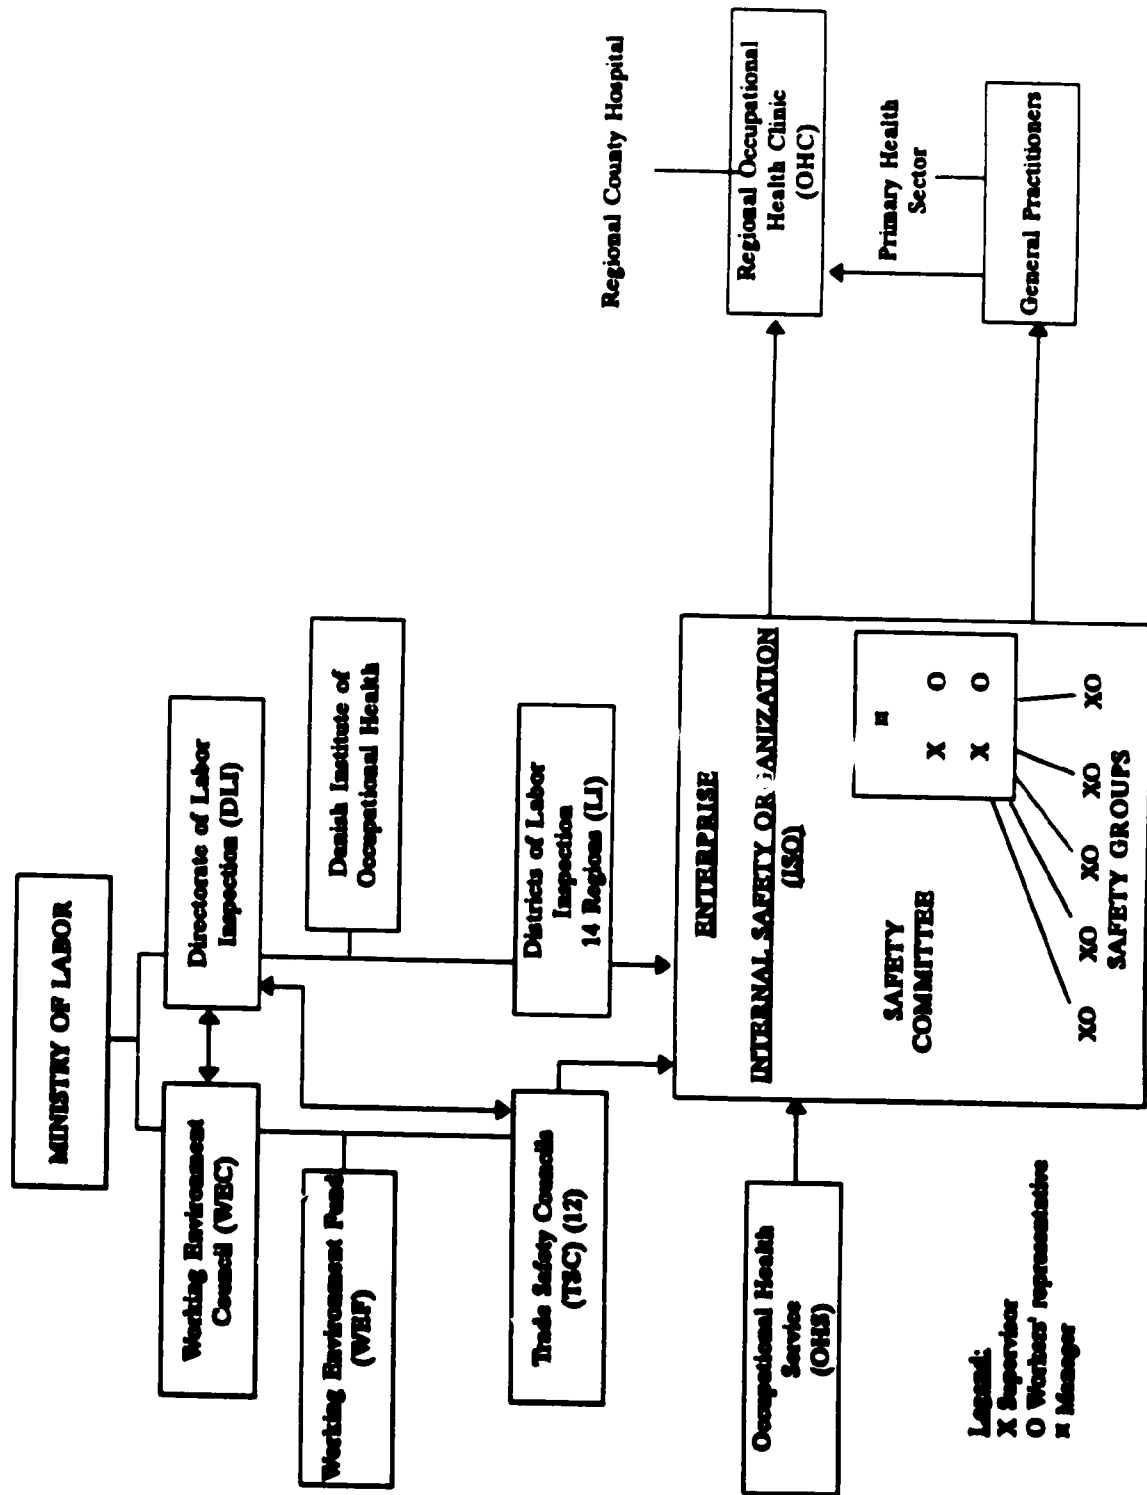 MINISTRY OF LABOR
Working Environment
Council (WEC)
Directorate of Labor
Inspection (DLI)
Working Environment Fund
(WEF)
Danish Institute of
Occupational Health
Trade Safety Councils
(TSC) (12)
Districts of Labor
Inspection
14 Regions (LI)
Occupational Health
Service
(OHS)
ENTERPRISE
INTERNAL SAFETY ORGANIZATION
(ISO)
SAFETY
COMMITTEE
¤
X O
X O
XO XO XO XO XO
SAFETY GROUPS
Regional County Hospital
Regional Occupational
Health Clinic
(OHC)
Primary Health
Sector
General Practitioners
Legend:
X Supervisor
O Workers' representative
¤ Manager